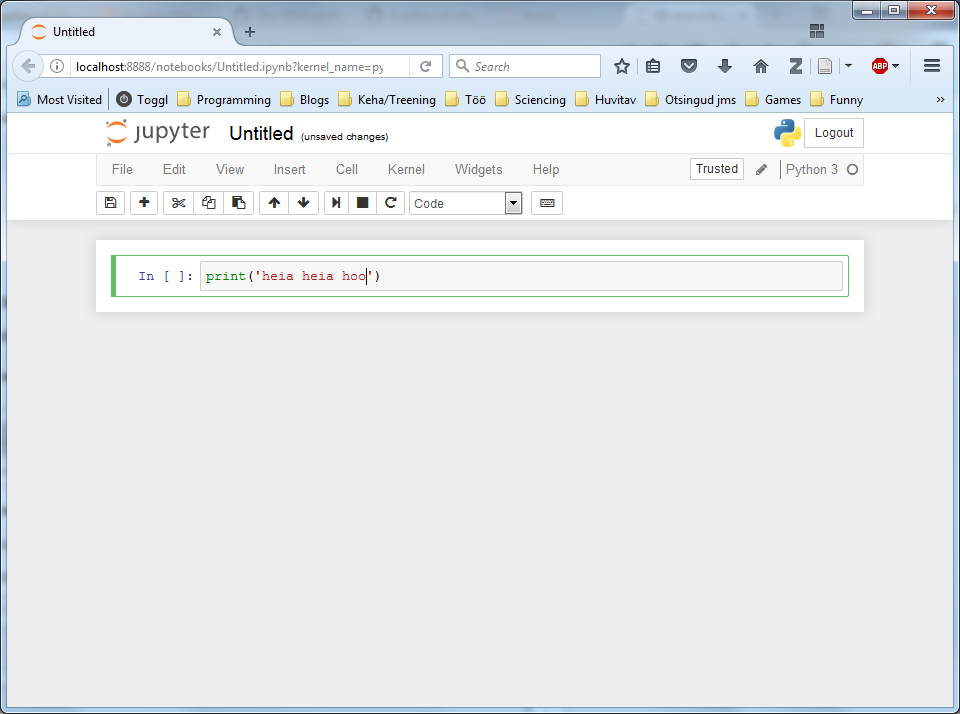 Untitled
localhost:8888/notebooks/Untitled.ipynb?kernel_name=py
Search
Z
ABP
Most Visited
Toggl
Programming
Blogs
Keha/Treening
Töö
Sciencing
Huvitav
Otsingud jms
Games
Funny
»
jupyter
Untitled
(unsaved changes)
Logout
File
Edit
View
Insert
Cell
Kernel
Widgets
Help
Trusted
Python 3
Code
In [ ]:
print('heia heia hoo')